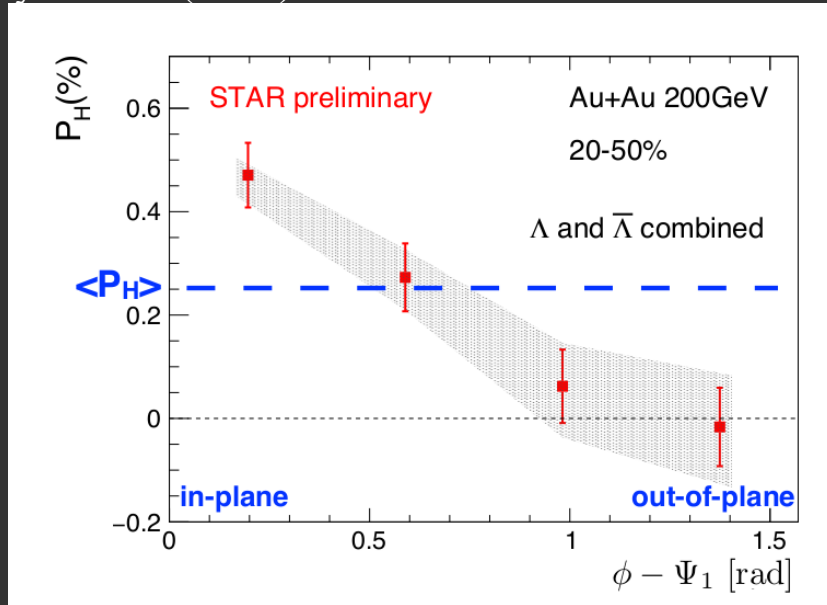 P_H(%)
STAR preliminary
Au+Au 200GeV
20-50%
Λ and Λ̅ combined
<P_H>
in-plane
out-of-plane
0.6
0.4
0.2
0
−0.2
0
0.5
1
1.5
ϕ − Ψ₁ [rad]